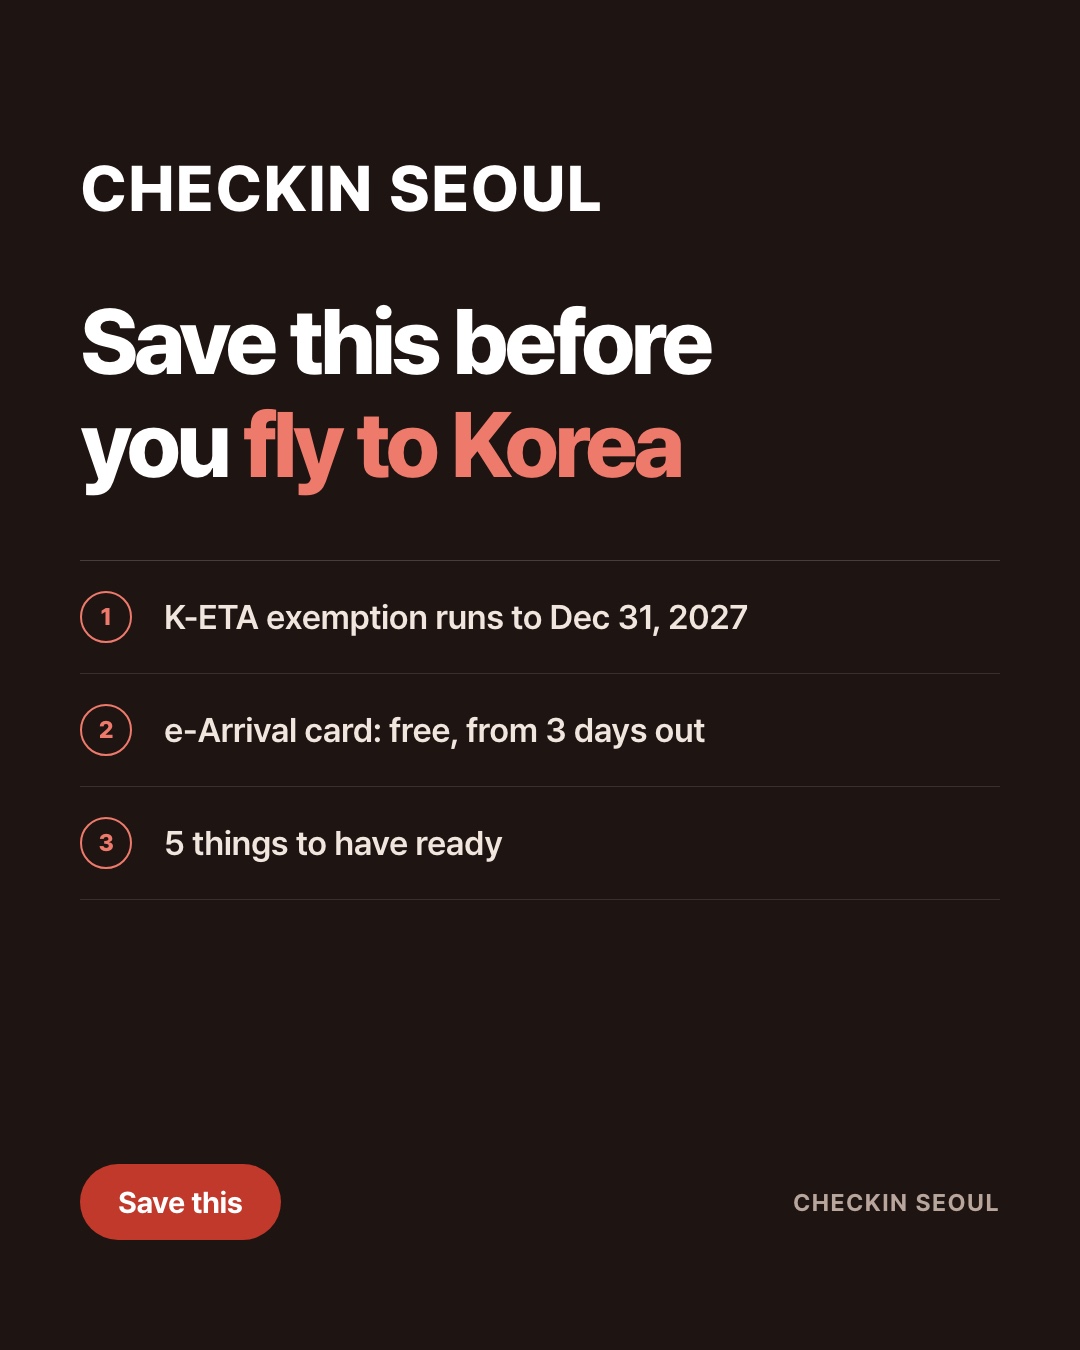 CHECKIN SEOUL
Save this before
you fly to Korea
1 K-ETA exemption runs to Dec 31, 2027
2 e-Arrival card: free, from 3 days out
3 5 things to have ready
Save this
CHECKIN SEOUL